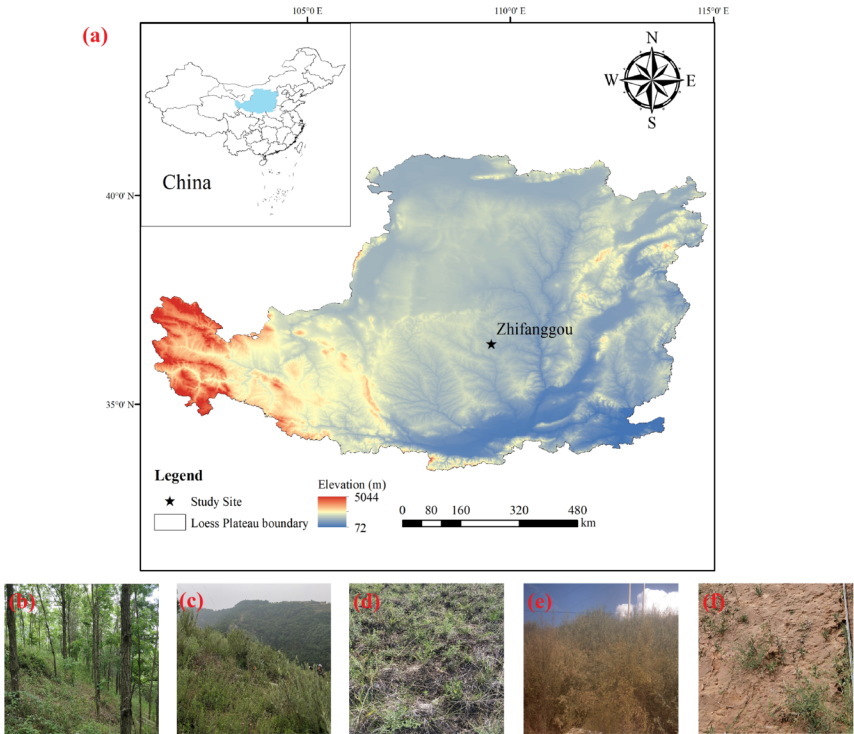 105°0' E 110°0' E 115°0' E
(a)
N
W E
S
China
40°0' N
Zhifanggou
35°0' N
Legend
Study Site
Loess Plateau boundary
Elevation (m)
5044
72
0 80 160 320 480
km
(b) (c) (d) (e) (f)